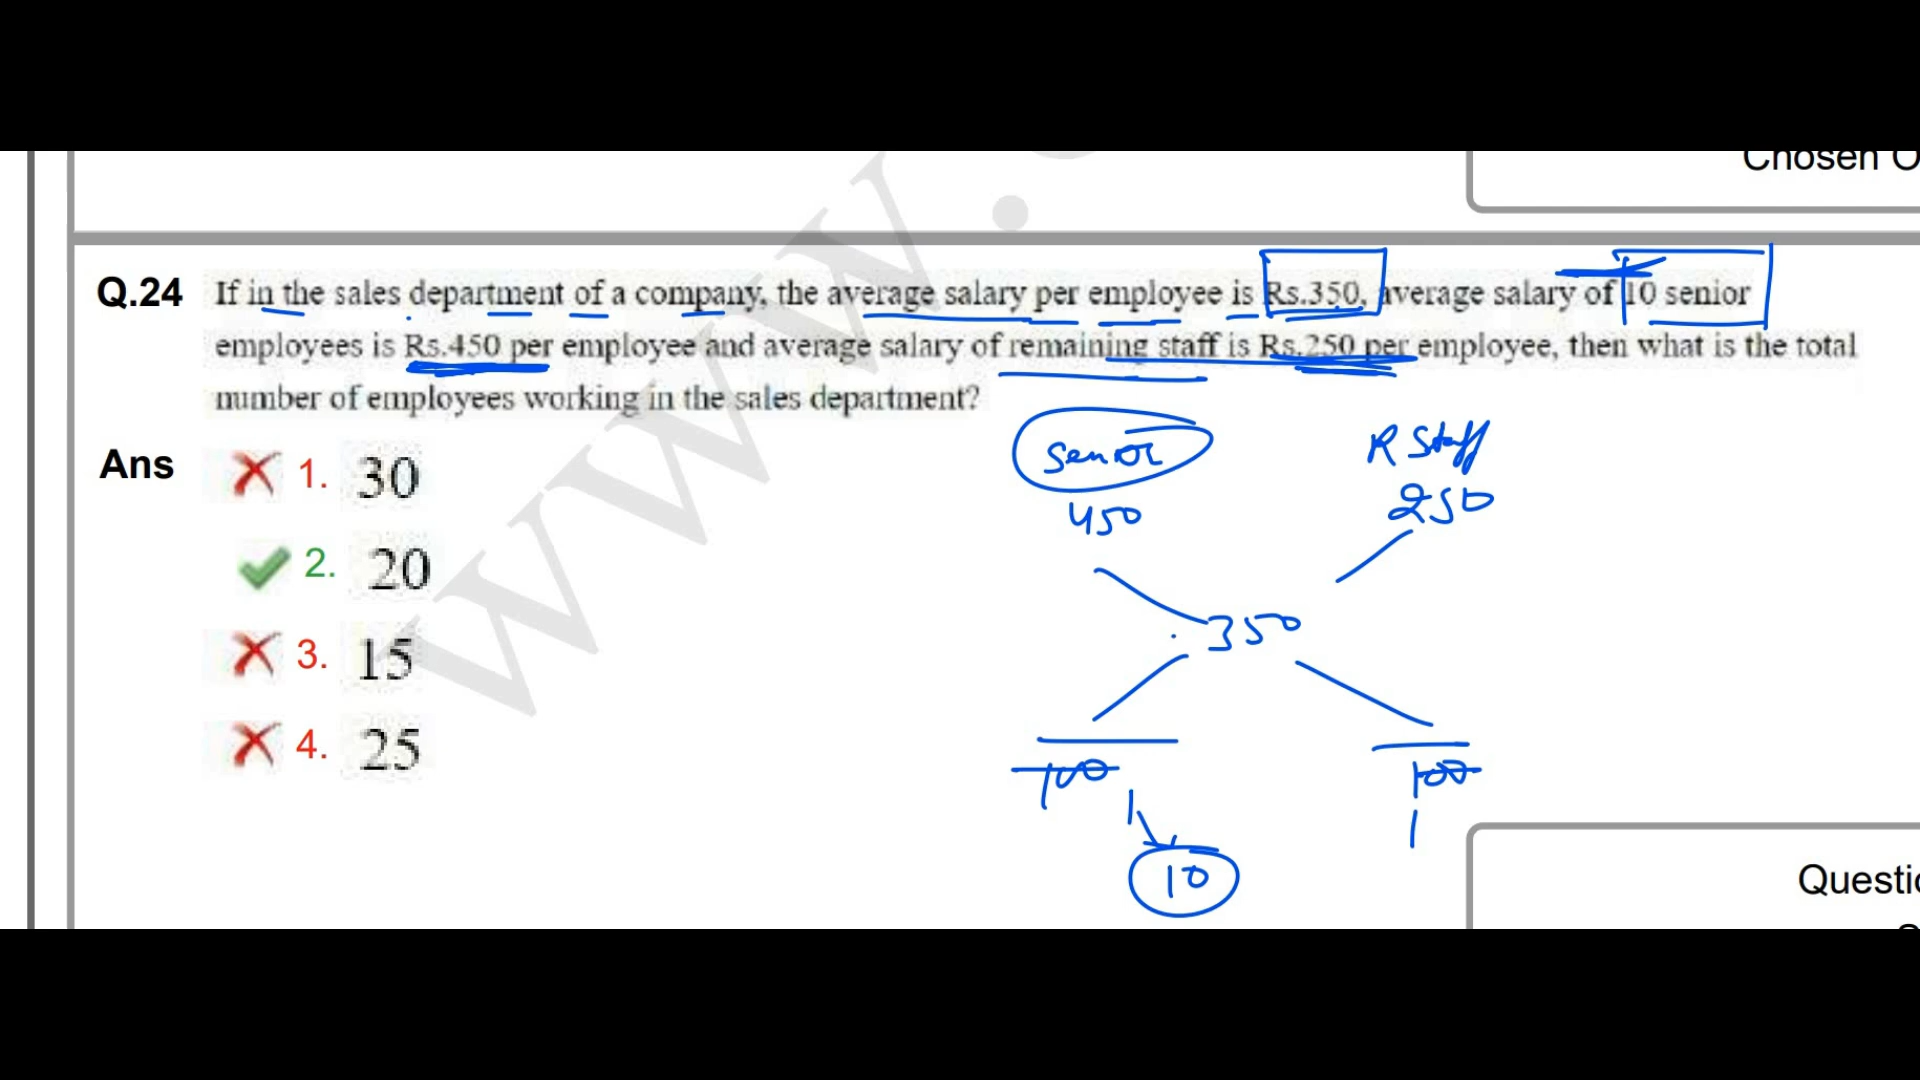 Chosen O
Q.24 If in the sales department of a company, the average salary per employee is Rs.350, average salary of 10 senior
employees is Rs.450 per employee and average salary of remaining staff is Rs.250 per employee, then what is the total
number of employees working in the sales department?
Ans 1. 30
2. 20
3. 15
4. 25
Senior
450
R Staff
250
350
100
100
1
1
10
Questio
www.